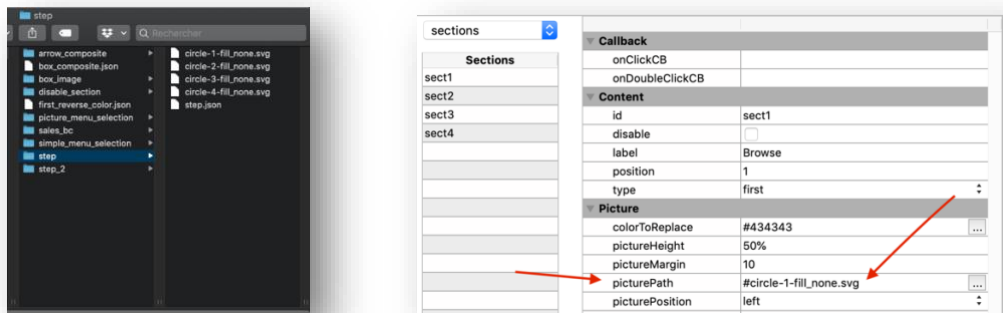 step
Rechercher
arrow_composite
box_composite.json
box_image
disable_section
first_reverse_color.json
picture_menu_selection
sales_bc
simple_menu_selection
step
step_2
circle-1-fill_none.svg
circle-2-fill_none.svg
circle-3-fill_none.svg
circle-4-fill_none.svg
step.json
sections
Sections
sect1
sect2
sect3
sect4
Callback
onClickCB
onDoubleClickCB
Content
id sect1
disable
label Browse
position 1
type first
Picture
colorToReplace #434343 ...
pictureHeight 50%
pictureMargin 10
picturePath #circle-1-fill_none.svg ...
picturePosition left